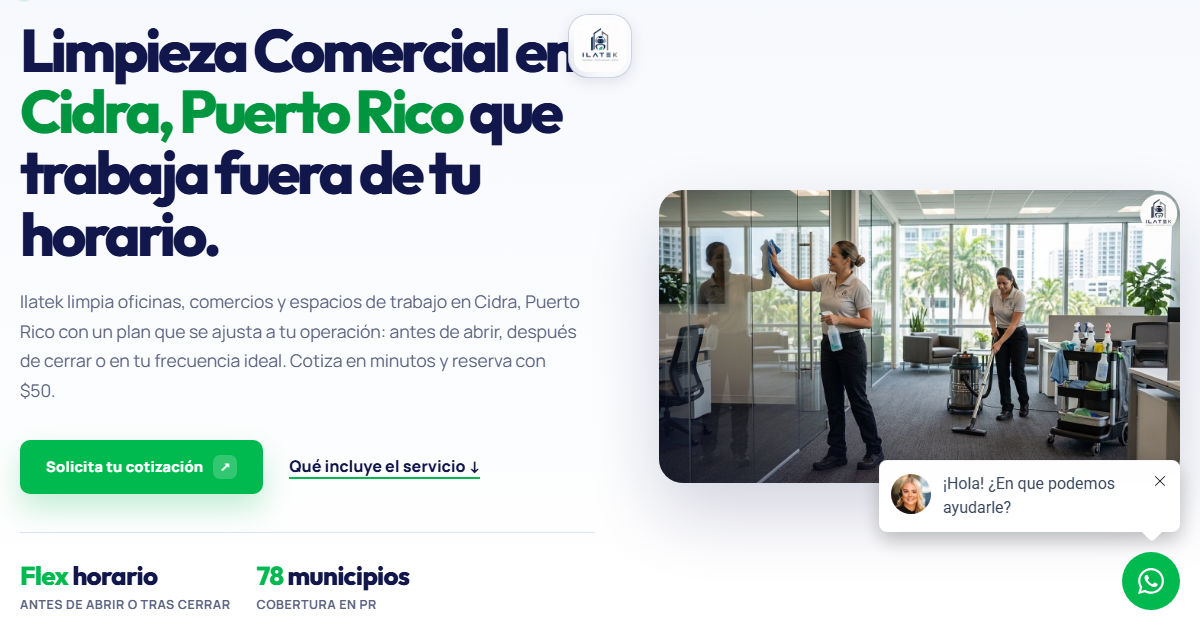 Limpieza Comercial en
ILATEK
Cidra, Puerto Rico que
trabaja fuera de tu
horario.
Ilatek limpia oficinas, comercios y espacios de trabajo en Cidra, Puerto
Rico con un plan que se ajusta a tu operación: antes de abrir, después
de cerrar o en tu frecuencia ideal. Cotiza en minutos y reserva con
$50.
Solicita tu cotización ↗
Qué incluye el servicio ↓
Flex horario
ANTES DE ABRIR O TRAS CERRAR
78 municipios
COBERTURA EN PR
ILATEK
¡Hola! ¿En que podemos
ayudarle?